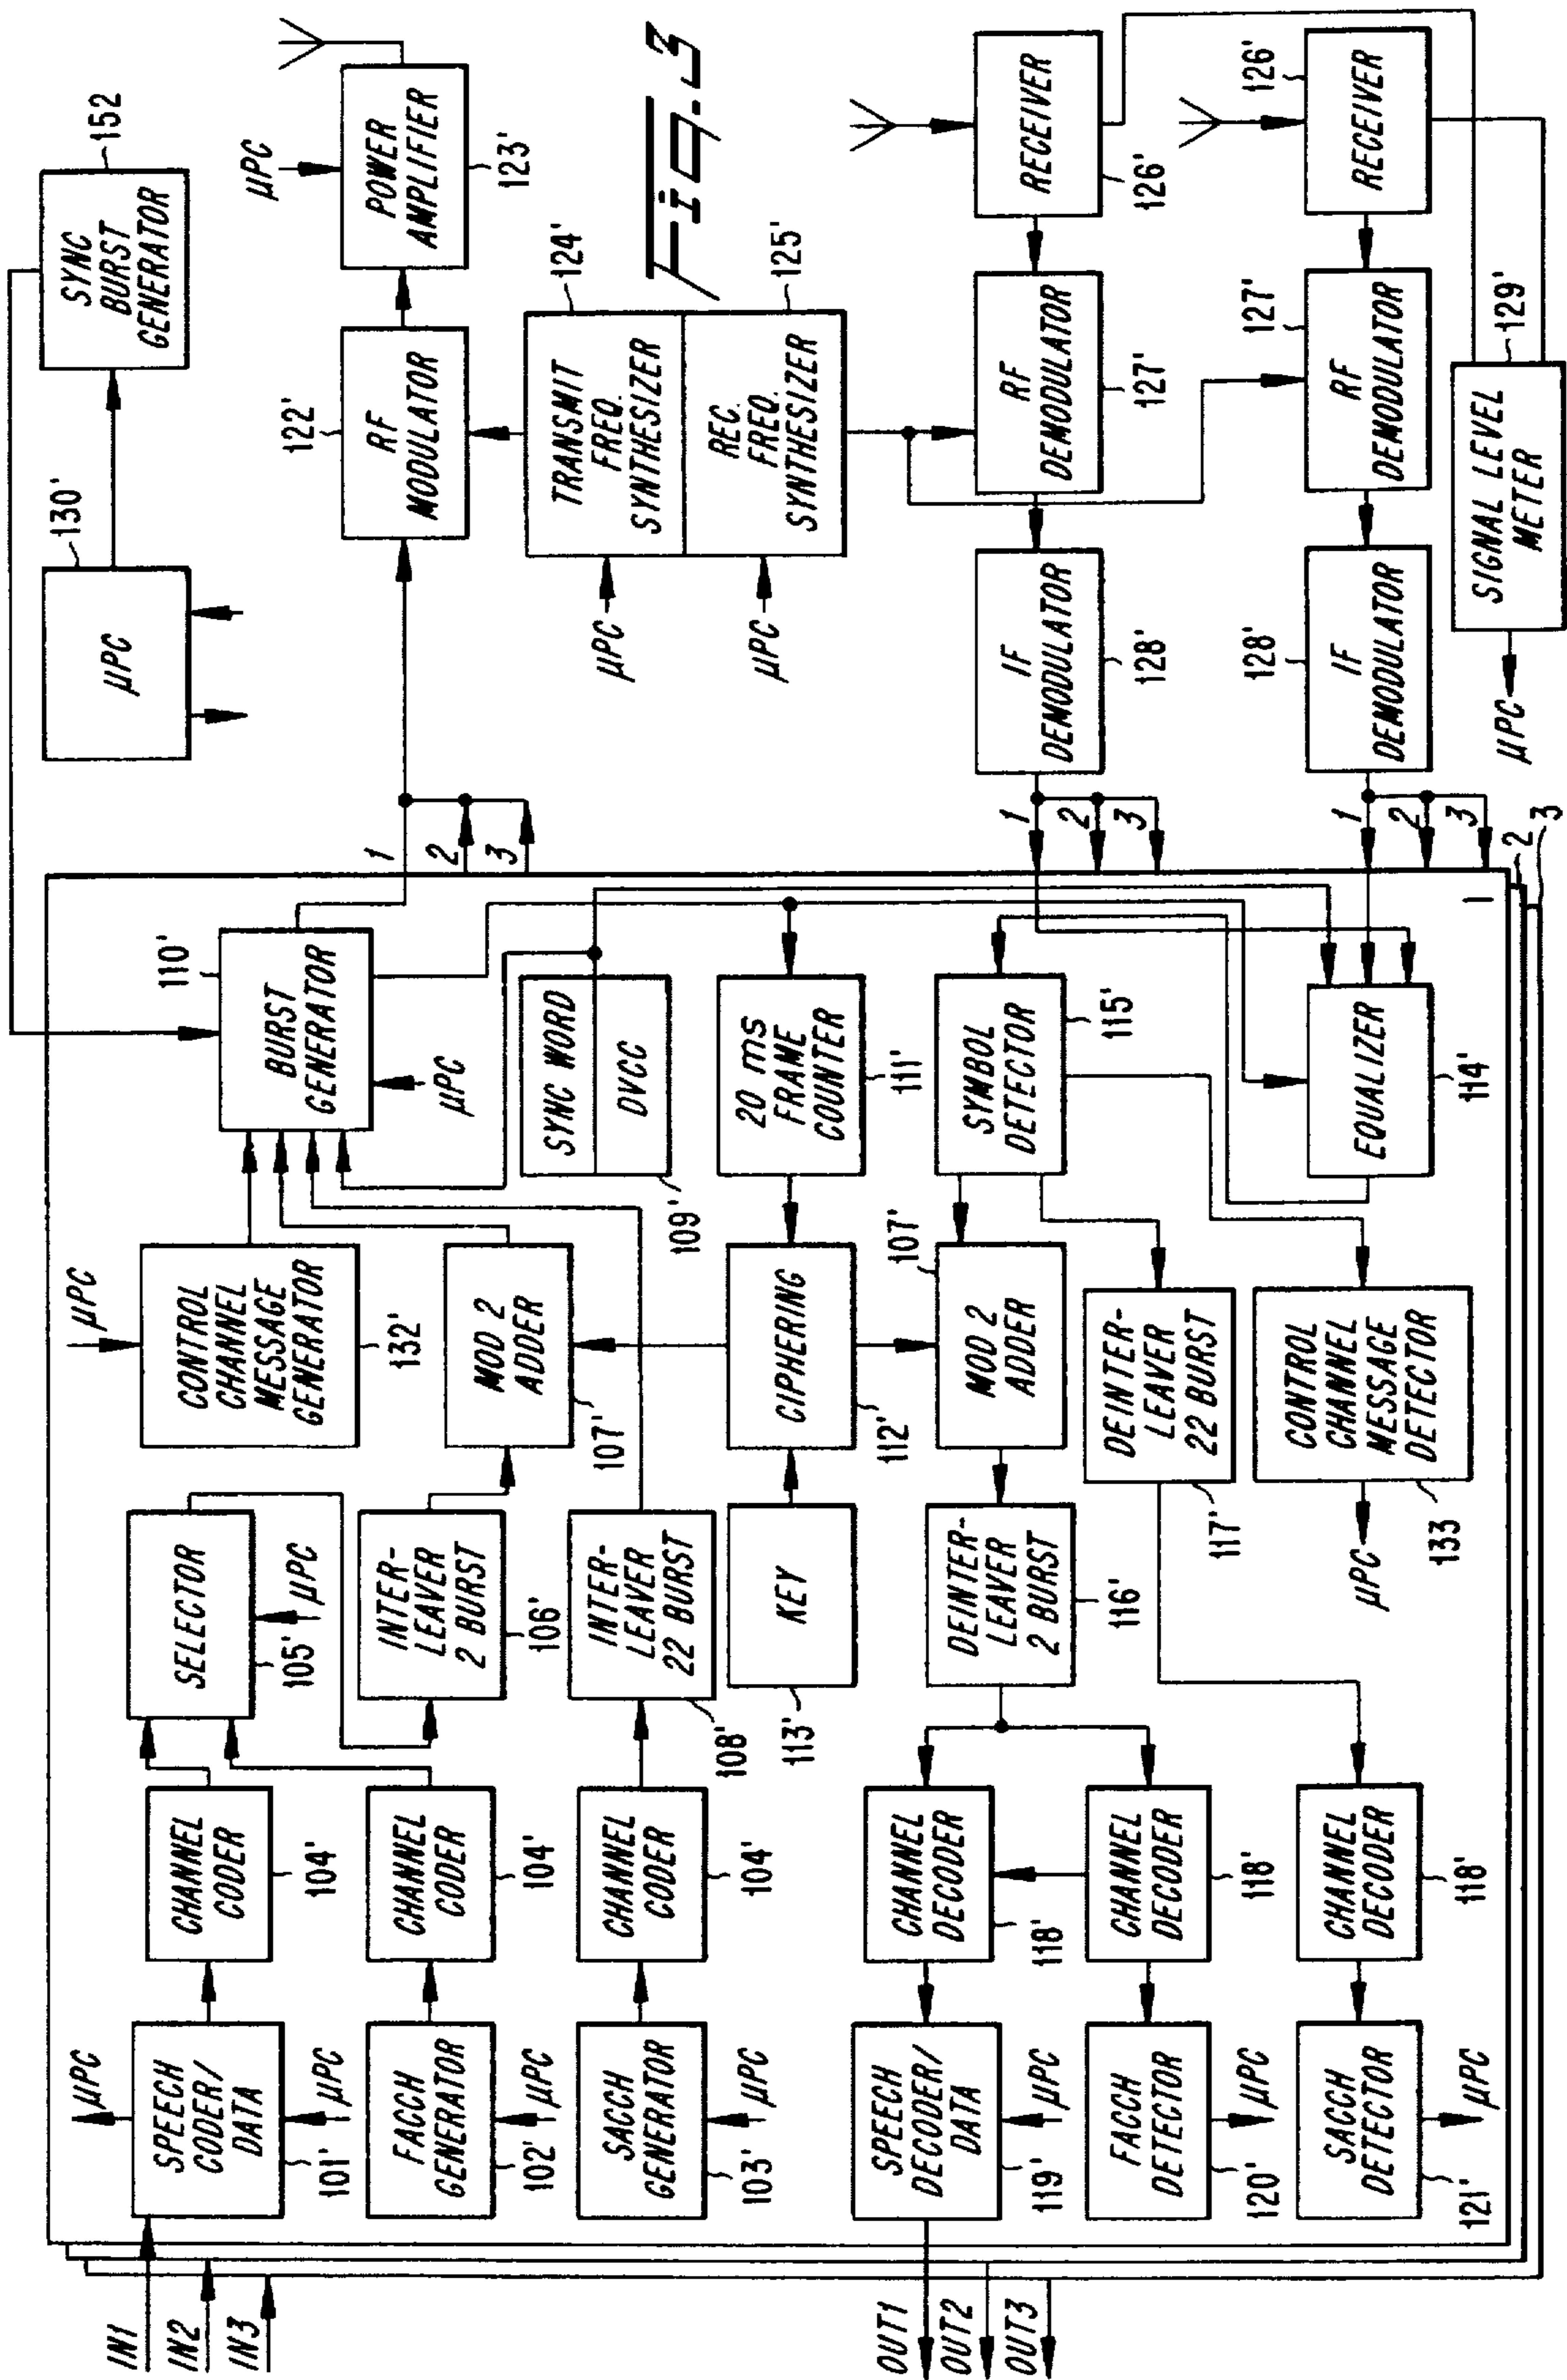 IN1
IN2
IN3
μPC
SPEECH
CODER/
DATA
101'
μPC
CHANNEL
CODER
104'
SELECTOR
105'
μPC
μPC
CONTROL
CHANNEL
MESSAGE
GENERATOR
132'
FACCH
GENERATOR
102'
μPC
CHANNEL
CODER
104'
INTER-
LEAVER
2 BURST
106'
MOD 2
ADDER
107'
BURST
GENERATOR
110'
μPC
SACCH
GENERATOR
103'
μPC
CHANNEL
CODER
104'
INTER-
LEAVER
22 BURST
108'
SYNC WORD
DVCC
109'
KEY
113'
CIPHERING
112'
20 ms
FRAME
COUNTER
111'
OUT1
OUT2
OUT3
SPEECH
DECODER/
DATA
119'
μPC
CHANNEL
DECODER
118'
DEINTER-
LEAVER
2 BURST
116'
MOD 2
ADDER
107'
SYMBOL
DETECTOR
115'
FACCH
DETECTOR
120'
μPC
CHANNEL
DECODER
118'
DEINTER-
LEAVER
22 BURST
117'
SACCH
DETECTOR
121'
μPC
CHANNEL
DECODER
118'
CONTROL
CHANNEL
MESSAGE
DETECTOR
133
μPC
EQUALIZER
114'
1
2
3
1
2
3
1
2
3
1
2
3
μPC
130'
SYNC
BURST
GENERATOR
152
RF
MODULATOR
122'
POWER
AMPLIFIER
123'
μPC
TRANSMIT
FREQ.
SYNTHESIZER
124'
μPC
REC.
FREQ.
SYNTHESIZER
125'
μPC
Fig. 3
IF
DEMODULATOR
128'
RF
DEMODULATOR
127'
RECEIVER
126'
IF
DEMODULATOR
128'
RF
DEMODULATOR
127'
RECEIVER
126'
SIGNAL LEVEL
METER
129'
μPC